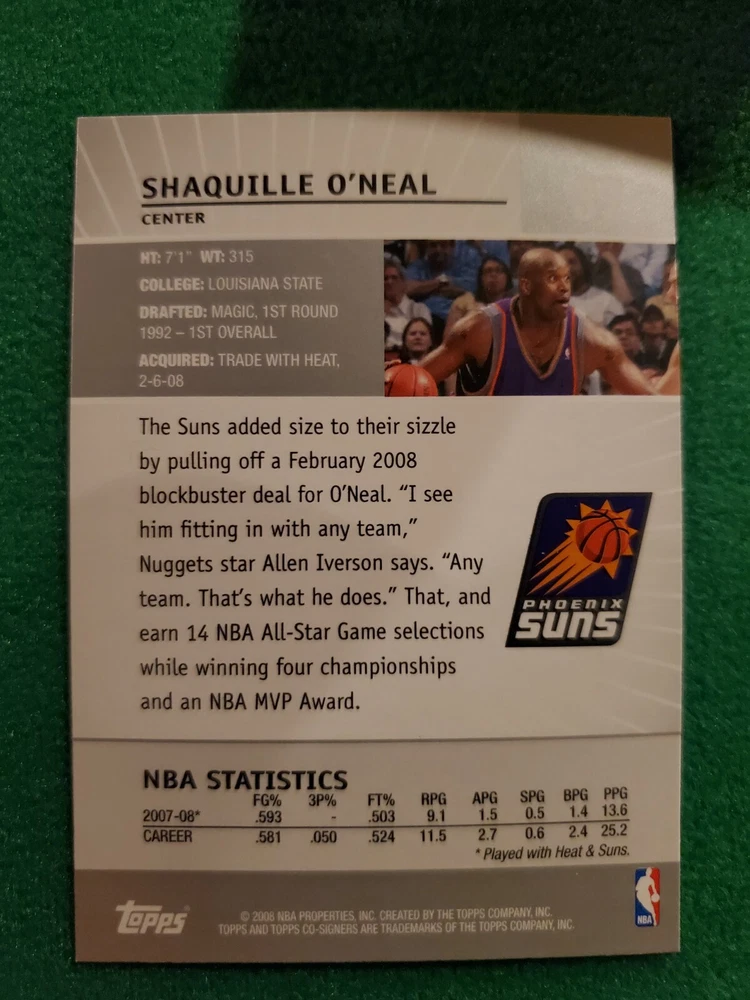 SHAQUILLE O'NEAL
CENTER
HT: 7'1" WT: 315
COLLEGE: LOUISIANA STATE
DRAFTED: MAGIC, 1ST ROUND
1992 – 1ST OVERALL
ACQUIRED: TRADE WITH HEAT,
2-6-08
The Suns added size to their sizzle
by pulling off a February 2008
blockbuster deal for O'Neal. “I see
him fitting in with any team,”
Nuggets star Allen Iverson says. “Any
team. That's what he does.” That, and
earn 14 NBA All-Star Game selections
while winning four championships
and an NBA MVP Award.
PHOENIX
SUNS
NBA STATISTICS
FG% 3P% FT% RPG APG SPG BPG PPG
2007-08* .593 - .503 9.1 1.5 0.5 1.4 13.6
CAREER .581 .050 .524 11.5 2.7 0.6 2.4 25.2
* Played with Heat & Suns.
Topps
© 2008 NBA PROPERTIES, INC. CREATED BY THE TOPPS COMPANY, INC.
TOPPS AND TOPPS CO-SIGNERS ARE TRADEMARKS OF THE TOPPS COMPANY, INC.
NBA